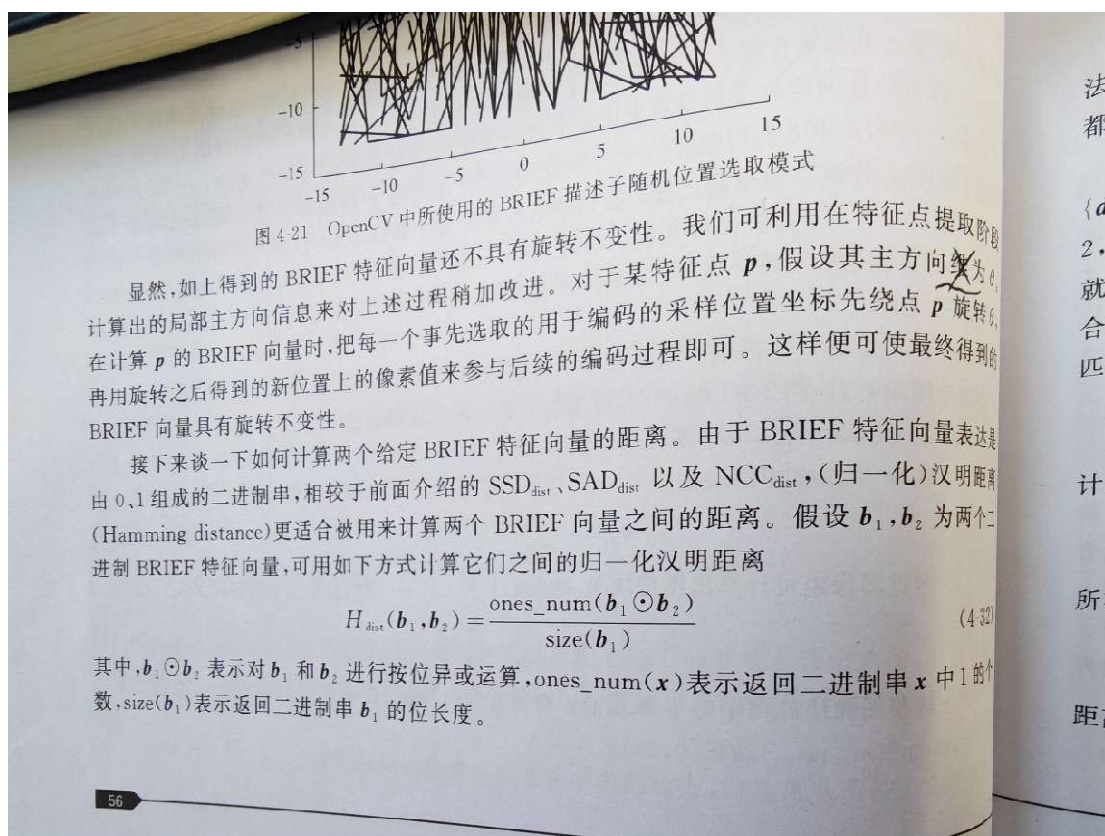 -5
-10
-15
-15 -10 -5 0 5 10 15
图 4-21 OpenCV 中所使用的 BRIEF 描述子随机位置选取模式
显然,如上得到的 BRIEF 特征向量还不具有旋转不变性。我们可利用在特征点提取阶段
计算出的局部主方向信息来对上述过程稍加改进。对于某特征点 p,假设其主方向 为
在计算 p 的 BRIEF 向量时,把每一个事先选取的用于编码的采样位置坐标先绕点 p 旋转
再用旋转之后得到的新位置上的像素值来参与后续的编码过程即可。这样便可使最终得到的
BRIEF 向量具有旋转不变性。
接下来谈一下如何计算两个给定 BRIEF 特征向量的距离。由于 BRIEF 特征向量表达是
由 0、1 组成的二进制串,相较于前面介绍的 SSD_dist、SAD_dist 以及 NCC_dist,(归一化)汉明距离
(Hamming distance)更适合被用来计算两个 BRIEF 向量之间的距离。假设 b₁,b₂ 为两个二
进制 BRIEF 特征向量,可用如下方式计算它们之间的归一化汉明距离
H_dist(b₁,b₂) = ones_num(b₁⊙b₂) / size(b₁) (4-32)
其中,b₁⊙b₂ 表示对 b₁ 和 b₂ 进行按位异或运算,ones_num(x)表示返回二进制串 x 中 1 的个
数,size(b₁)表示返回二进制串 b₁ 的位长度。
56
法
都
2,
就
合
匹
计
所
距